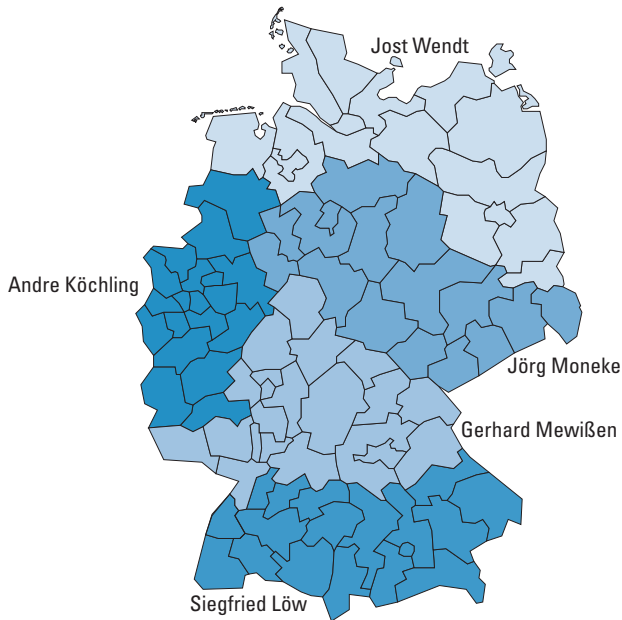 Jost Wendt
Andre Köchling
Jörg Moneke
Gerhard Mewißen
Siegfried Löw